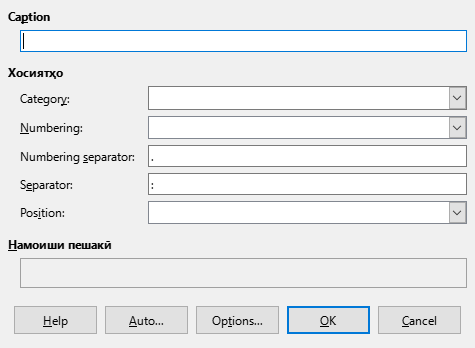 Caption
Хосиятҳо
Category:
Numbering:
Numbering separator: .
Separator: :
Position:
Намоиши пешакӣ
Help Auto... Options... OK Cancel